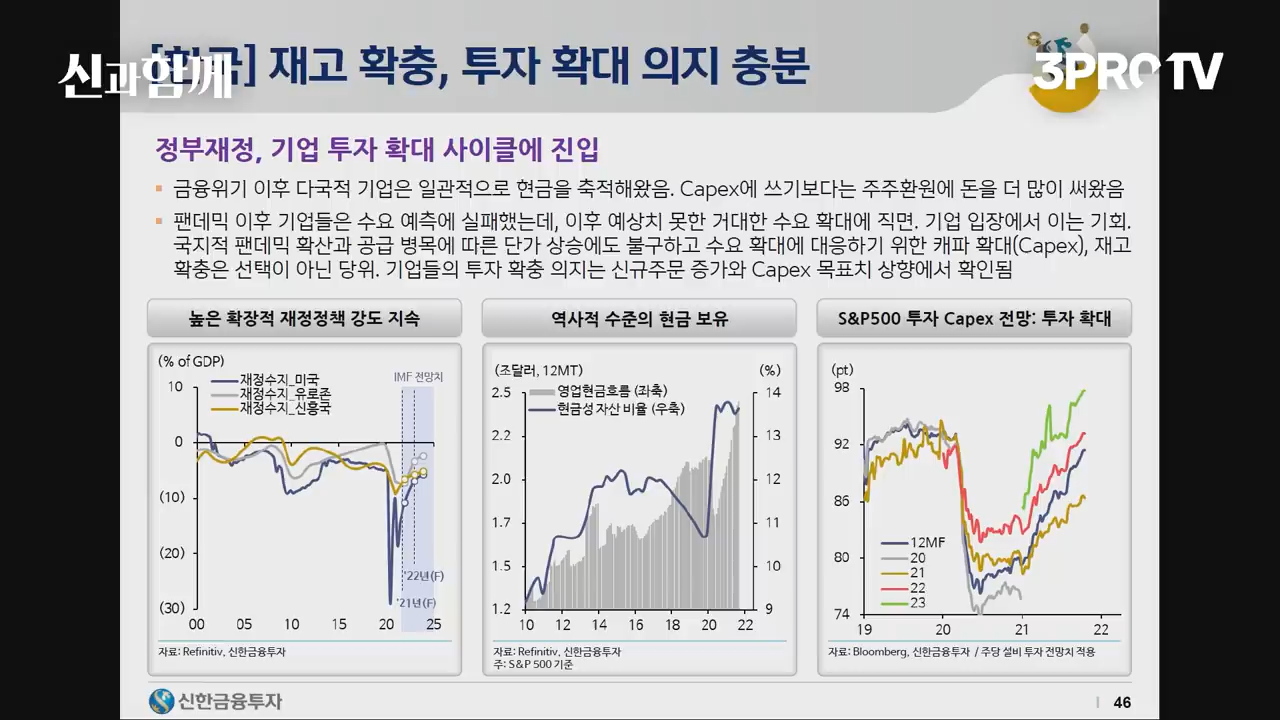 신과함께
3PROTV
[한국] 재고 확충, 투자 확대 의지 충분
정부재정, 기업 투자 확대 사이클에 진입
▪ 금융위기 이후 다국적 기업은 일관적으로 현금을 축적해왔음. Capex에 쓰기보다는 주주환원에 돈을 더 많이 써왔음
▪ 팬데믹 이후 기업들은 수요 예측에 실패했는데, 이후 예상치 못한 거대한 수요 확대에 직면. 기업 입장에서 이는 기회.
국지적 팬데믹 확산과 공급 병목에 따른 단가 상승에도 불구하고 수요 확대에 대응하기 위한 캐파 확대(Capex), 재고
확충은 선택이 아닌 당위. 기업들의 투자 확충 의지는 신규주문 증가와 Capex 목표치 상향에서 확인됨
높은 확장적 재정정책 강도 지속
(% of GDP)
재정수지_미국
재정수지_유로존
재정수지_신흥국
IMF 전망치
10
0
(10)
(20)
(30)
'22년(F)
'21년(F)
00 05 10 15 20 25
자료: Refinitiv, 신한금융투자
역사적 수준의 현금 보유
(조달러, 12MT) (%)
영업현금흐름 (좌축)
현금성 자산 비율 (우축)
2.5 14
2.2 13
2.0 12
1.7 11
1.5 10
1.2 9
10 12 14 16 18 20 22
자료: Refinitiv, 신한금융투자
주: S&P 500 기준
S&P500 투자 Capex 전망: 투자 확대
(pt)
98
92
86
80
74
12MF
20
21
22
23
19 20 21 22
자료: Bloomberg, 신한금융투자 / 주당 설비 투자 전망치 적용
신한금융투자
46